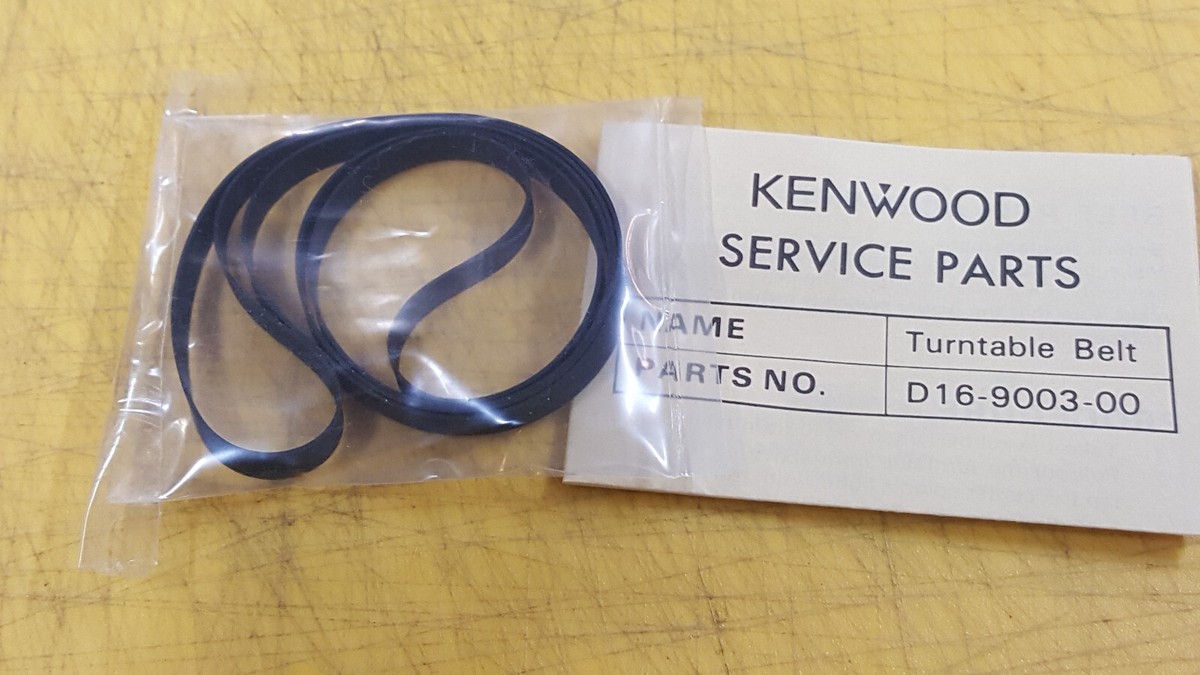 KENWOOD
SERVICE PARTS
NAME Turntable Belt
PARTS NO. D16-9003-00